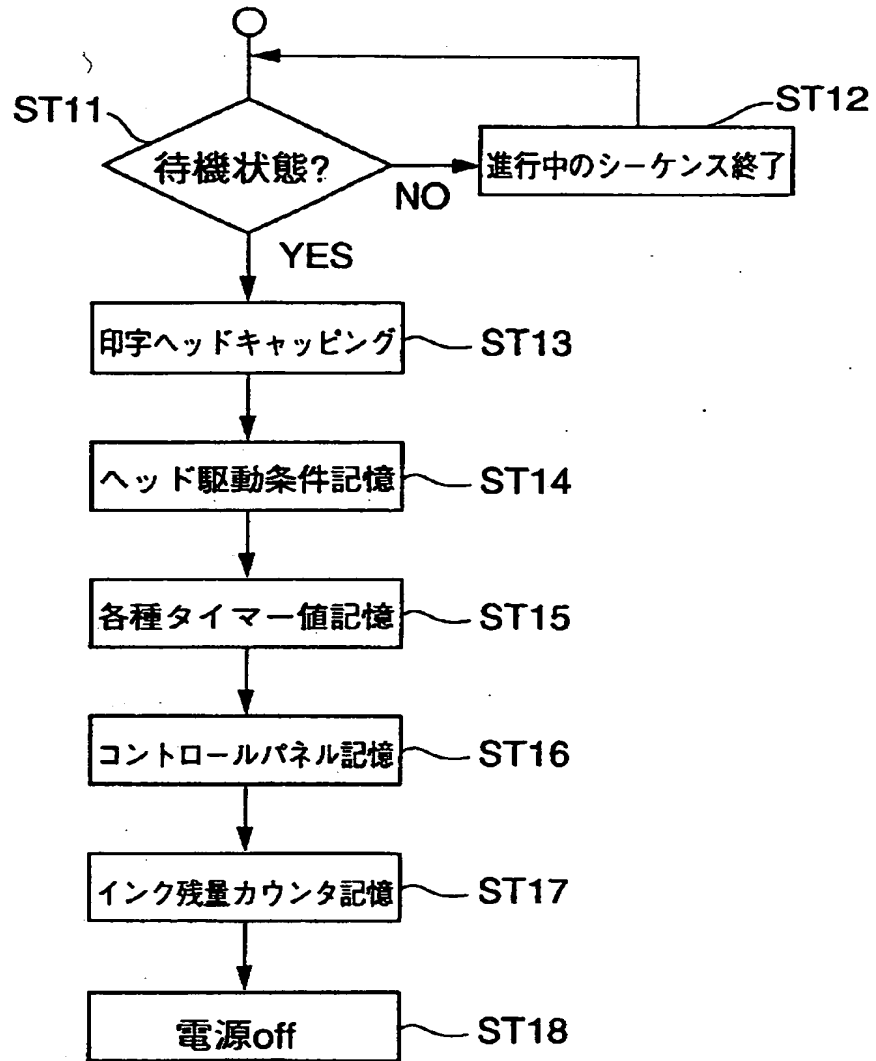 ST11
待機状態?
NO
ST12
進行中のシーケンス終了
YES
印字ヘッドキャッピング
ST13
ヘッド駆動条件記憶
ST14
各種タイマー値記憶
ST15
コントロールパネル記憶
ST16
インク残量カウンタ記憶
ST17
電源off
ST18